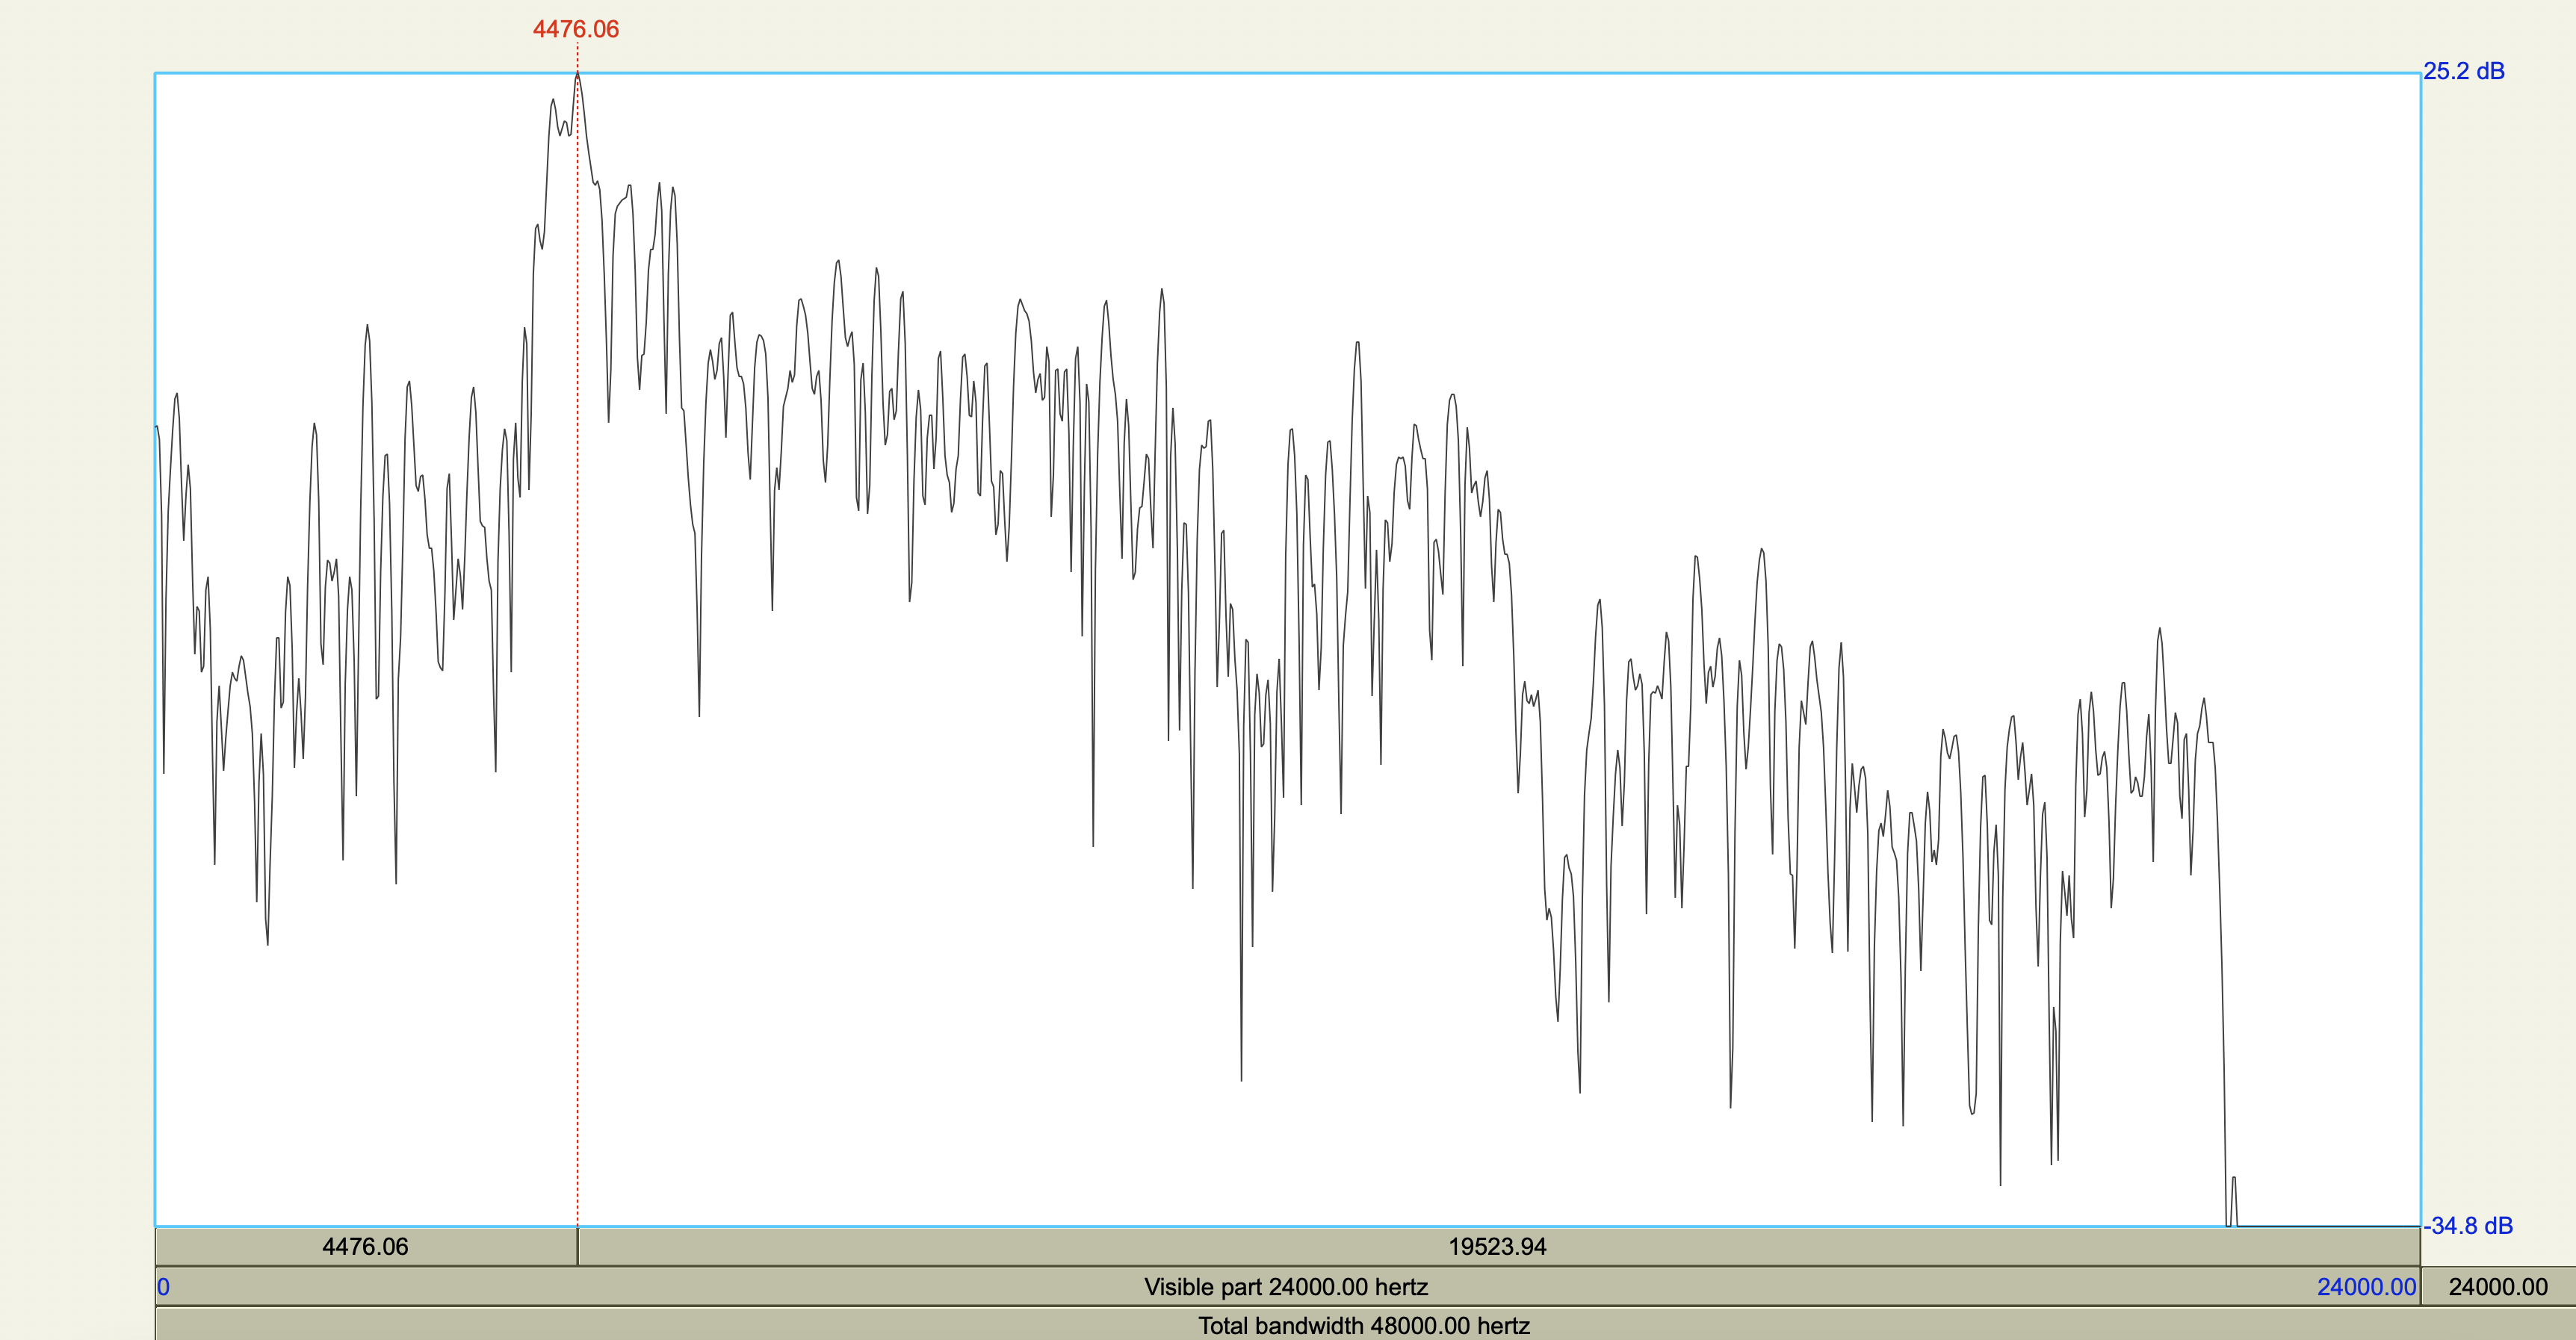 4476.06
25.2 dB
-34.8 dB
4476.06 19523.94
0 Visible part 24000.00 hertz 24000.00 24000.00
Total bandwidth 48000.00 hertz